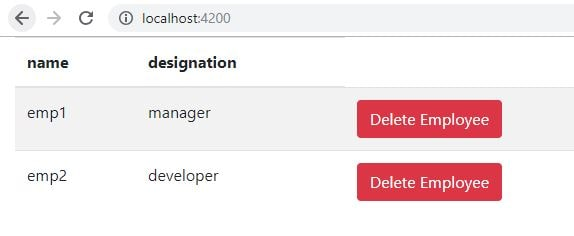 localhost:4200
name designation
emp1 manager Delete Employee
emp2 developer Delete Employee